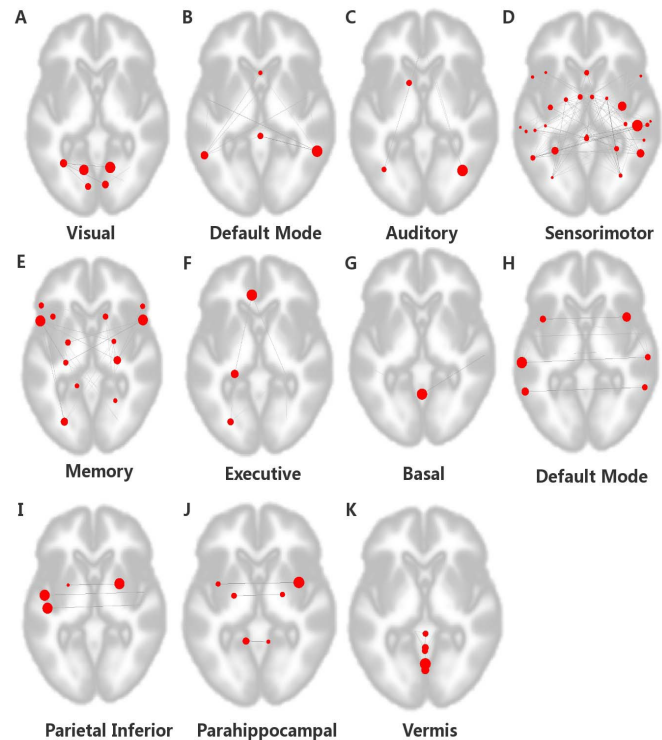 A B C D
Visual Default Mode Auditory Sensorimotor
E F G H
Memory Executive Basal Default Mode
I J K
Parietal Inferior Parahippocampal Vermis